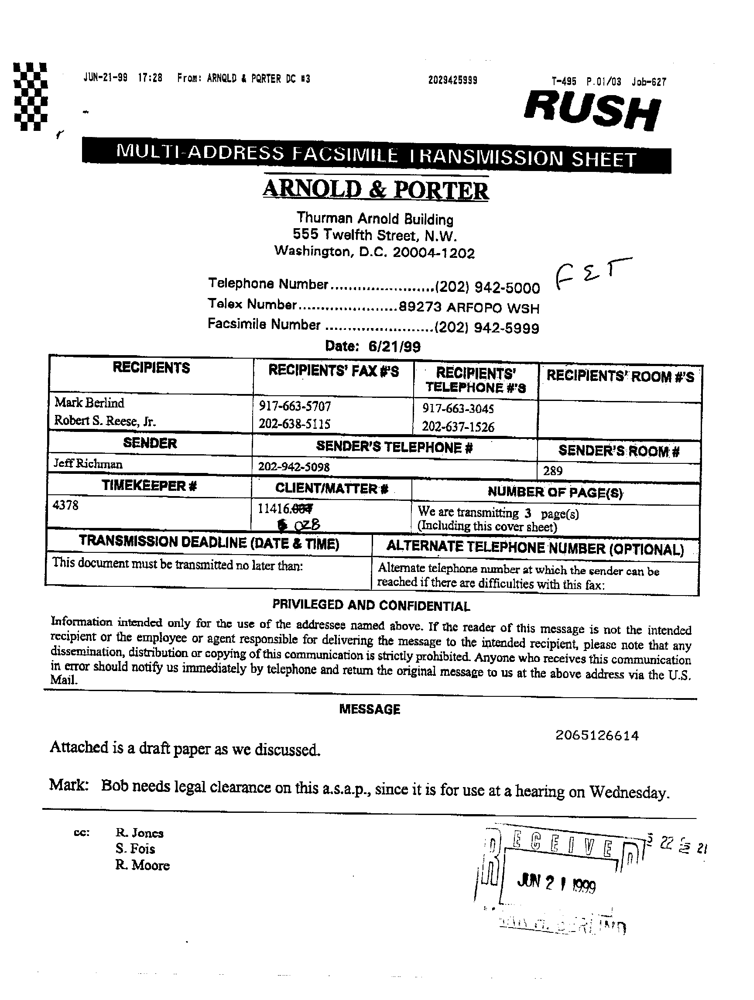 JUN-21-99 17:28 From: ARNOLD & PORTER DC #3 2029425999 T-495 P.01/03 Job-627
RUSH
MULTI-ADDRESS FACSIMILE TRANSMISSION SHEET
ARNOLD & PORTER
Thurman Arnold Building
555 Twelfth Street, N.W.
Washington, D.C. 20004-1202
Telephone Number.......................(202) 942-5000
Telex Number......................89273 ARFOPO WSH
Facsimile Number ........................(202) 942-5999
Date: 6/21/99
RECIPIENTS RECIPIENTS' FAX #'S RECIPIENTS' TELEPHONE #'S RECIPIENTS' ROOM #'S
Mark Berlind 917-663-5707 917-663-3045
Robert S. Reese, Jr. 202-638-5115 202-637-1526
SENDER SENDER'S TELEPHONE # SENDER'S ROOM #
Jeff Richman 202-942-5098 289
TIMEKEEPER # CLIENT/MATTER # NUMBER OF PAGE(S)
4378 11416. We are transmitting 3 page(s)
028 (Including this cover sheet)
TRANSMISSION DEADLINE (DATE & TIME) ALTERNATE TELEPHONE NUMBER (OPTIONAL)
This document must be transmitted no later than: Alternate telephone number at which the sender can be
reached if there are difficulties with this fax:
PRIVILEGED AND CONFIDENTIAL
Information intended only for the use of the addressee named above. If the reader of this message is not the intended
recipient or the employee or agent responsible for delivering the message to the intended recipient, please note that any
dissemination, distribution or copying of this communication is strictly prohibited. Anyone who receives this communication
in error should notify us immediately by telephone and return the original message to us at the above address via the U.S.
Mail.
MESSAGE
2065126614
Attached is a draft paper as we discussed.
Mark: Bob needs legal clearance on this a.s.a.p., since it is for use at a hearing on Wednesday.
cc: R. Jones
S. Fois
R. Moore
RECEIVED
JUN 21 1999
BERLIND